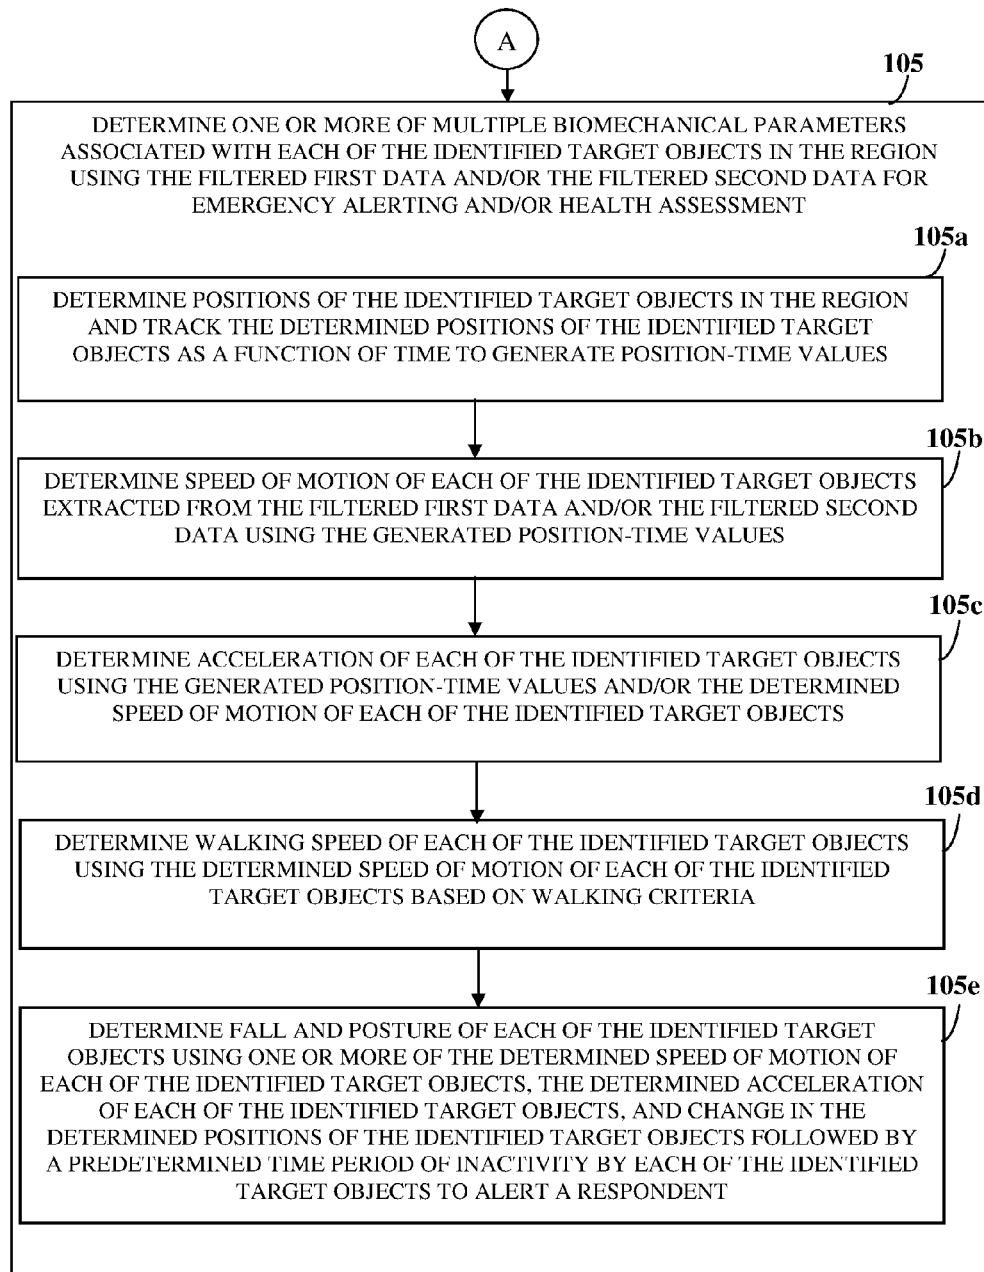 A
105
DETERMINE ONE OR MORE OF MULTIPLE BIOMECHANICAL PARAMETERS
ASSOCIATED WITH EACH OF THE IDENTIFIED TARGET OBJECTS IN THE REGION
USING THE FILTERED FIRST DATA AND/OR THE FILTERED SECOND DATA FOR
EMERGENCY ALERTING AND/OR HEALTH ASSESSMENT
105a
DETERMINE POSITIONS OF THE IDENTIFIED TARGET OBJECTS IN THE REGION
AND TRACK THE DETERMINED POSITIONS OF THE IDENTIFIED TARGET
OBJECTS AS A FUNCTION OF TIME TO GENERATE POSITION-TIME VALUES
105b
DETERMINE SPEED OF MOTION OF EACH OF THE IDENTIFIED TARGET OBJECTS
EXTRACTED FROM THE FILTERED FIRST DATA AND/OR THE FILTERED SECOND
DATA USING THE GENERATED POSITION-TIME VALUES
105c
DETERMINE ACCELERATION OF EACH OF THE IDENTIFIED TARGET OBJECTS
USING THE GENERATED POSITION-TIME VALUES AND/OR THE DETERMINED
SPEED OF MOTION OF EACH OF THE IDENTIFIED TARGET OBJECTS
105d
DETERMINE WALKING SPEED OF EACH OF THE IDENTIFIED TARGET OBJECTS
USING THE DETERMINED SPEED OF MOTION OF EACH OF THE IDENTIFIED
TARGET OBJECTS BASED ON WALKING CRITERIA
105e
DETERMINE FALL AND POSTURE OF EACH OF THE IDENTIFIED TARGET
OBJECTS USING ONE OR MORE OF THE DETERMINED SPEED OF MOTION OF
EACH OF THE IDENTIFIED TARGET OBJECTS, THE DETERMINED ACCELERATION
OF EACH OF THE IDENTIFIED TARGET OBJECTS, AND CHANGE IN THE
DETERMINED POSITIONS OF THE IDENTIFIED TARGET OBJECTS FOLLOWED BY
A PREDETERMINED TIME PERIOD OF INACTIVITY BY EACH OF THE IDENTIFIED
TARGET OBJECTS TO ALERT A RESPONDENT